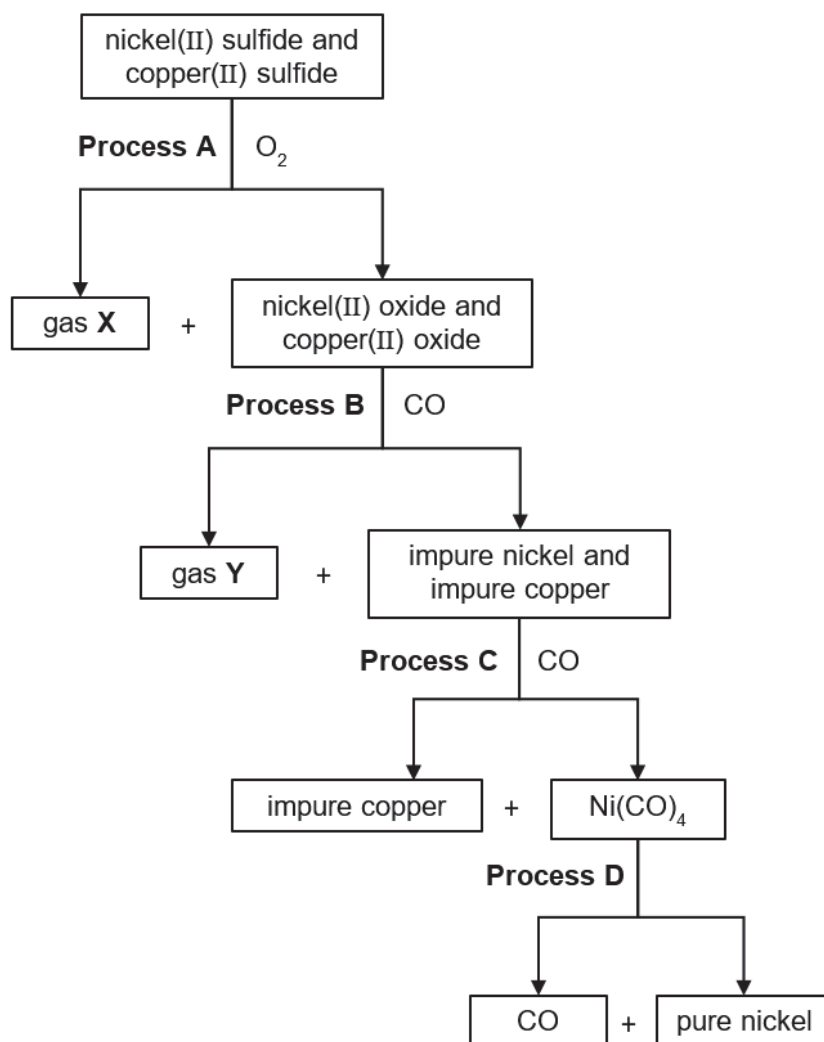 nickel(II) sulfide and
copper(II) sulfide
Process A O₂
gas X + nickel(II) oxide and
copper(II) oxide
Process B CO
gas Y + impure nickel and
impure copper
Process C CO
impure copper + Ni(CO)₄
Process D
CO + pure nickel